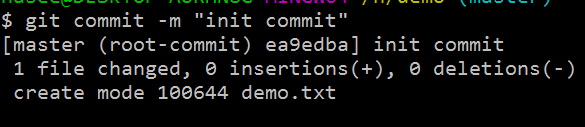 $ git commit -m "init commit"
[master (root-commit) ea9edba] init commit
 1 file changed, 0 insertions(+), 0 deletions(-)
 create mode 100644 demo.txt